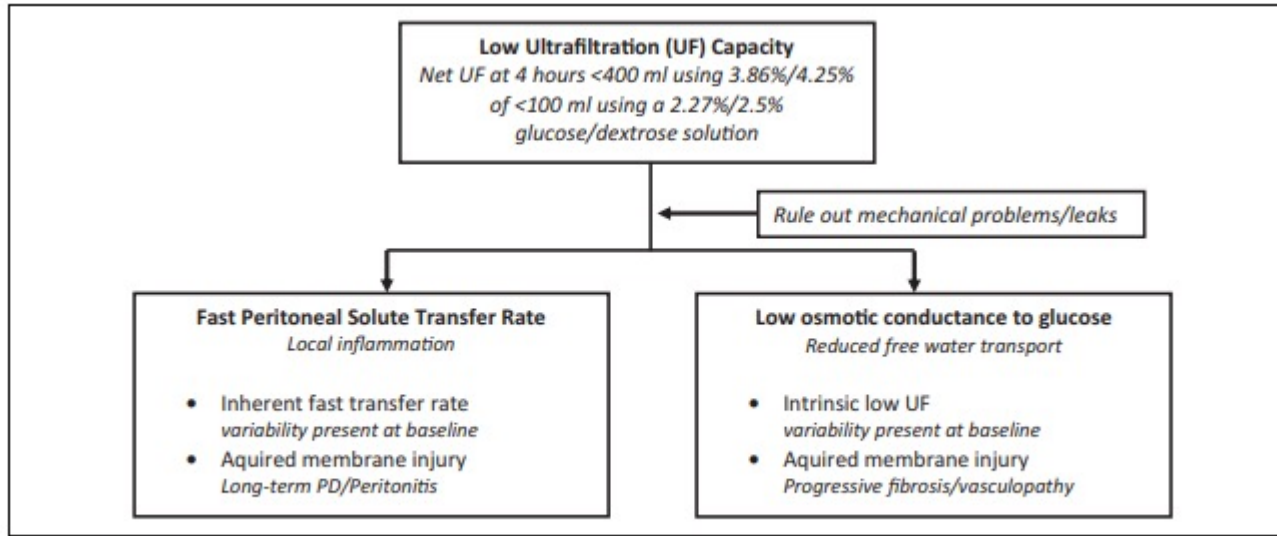 Low Ultrafiltration (UF) Capacity
Net UF at 4 hours <400 ml using 3.86%/4.25%
of <100 ml using a 2.27%/2.5%
glucose/dextrose solution
Rule out mechanical problems/leaks
Fast Peritoneal Solute Transfer Rate
Local inflammation
• Inherent fast transfer rate
variability present at baseline
• Aquired membrane injury
Long-term PD/Peritonitis
Low osmotic conductance to glucose
Reduced free water transport
• Intrinsic low UF
variability present at baseline
• Aquired membrane injury
Progressive fibrosis/vasculopathy